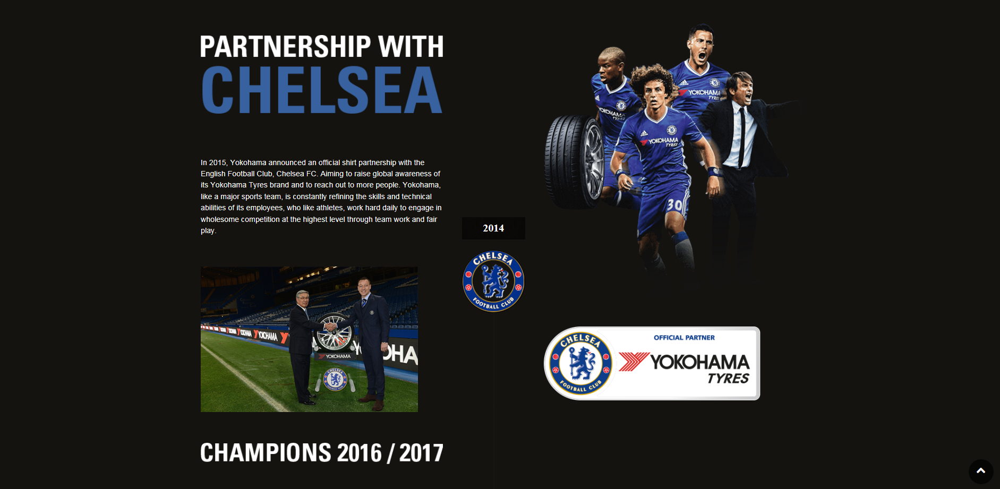 PARTNERSHIP WITH
CHELSEA
In 2015, Yokohama announced an official shirt partnership with the
English Football Club, Chelsea FC. Aiming to raise global awareness of
its Yokohama Tyres brand and to reach out to more people. Yokohama,
like a major sports team, is constantly refining the skills and technical
abilities of its employees, who like athletes, work hard daily to engage in
wholesome competition at the highest level through team work and fair
play.
YOKOHAMA
TYRES
YOKOHAMA
TYRES
YOKOHAMA
TYRES
30
2014
CHELSEA
FOOTBALL CLUB
YOKOHAMA
YOKOHAMA
YOKOHAMA
CHELSEA
FOOTBALL CLUB
CHELSEA
FOOTBALL CLUB
OFFICIAL PARTNER
YOKOHAMA
TYRES
CHAMPIONS 2016 / 2017